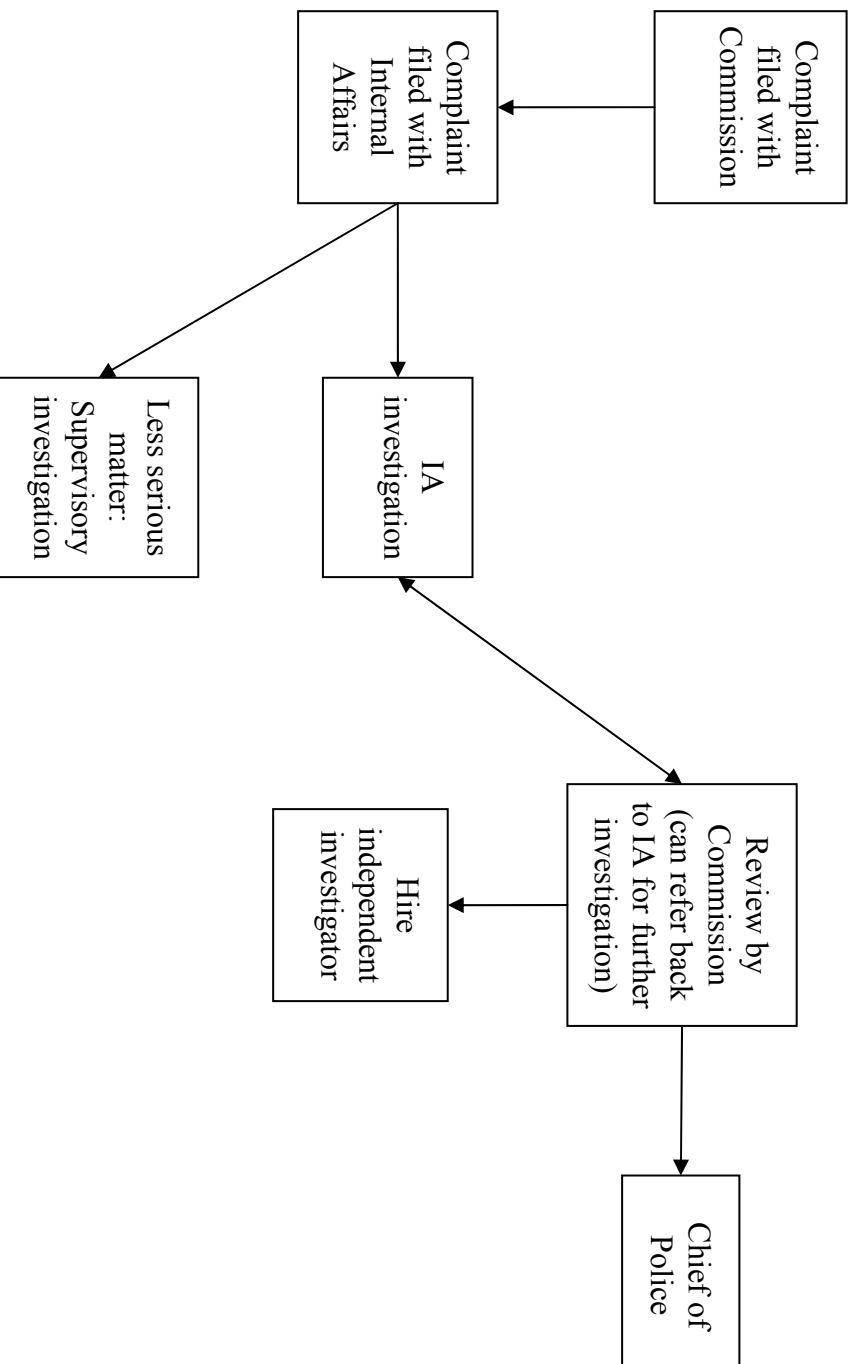 Complaint
filed with
Commission
Complaint
filed with
Internal
Affairs
IA
investigation
Less serious
matter:
Supervisory
investigation
Review by
Commission
(can refer back
to IA for further
investigation)
Hire
independent
investigator
Chief of
Police